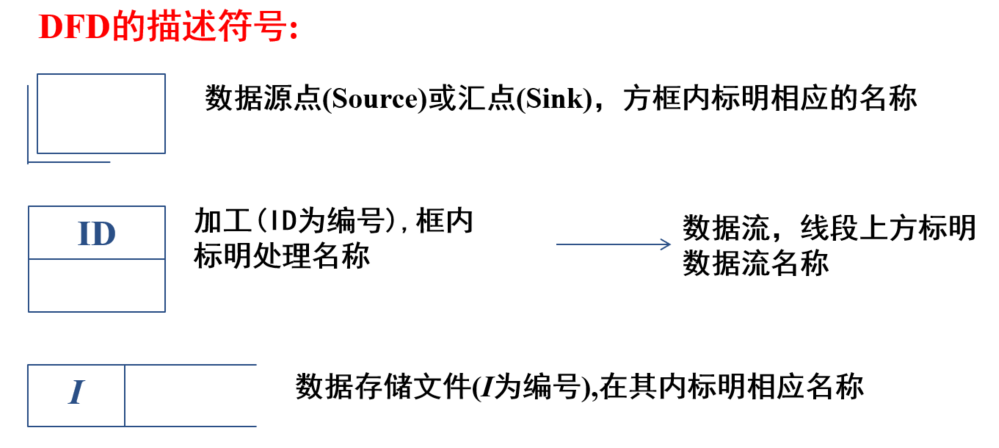 DFD的描述符号:
数据源点(Source)或汇点(Sink)，方框内标明相应的名称
ID
加工(ID为编号),框内
标明处理名称
数据流，线段上方标明
数据流名称
I
数据存储文件(I为编号),在其内标明相应名称